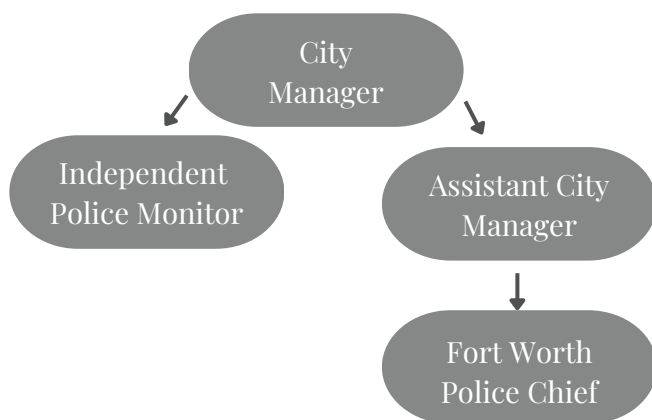 City
Manager
Independent
Police Monitor
Assistant City
Manager
Fort Worth
Police Chief